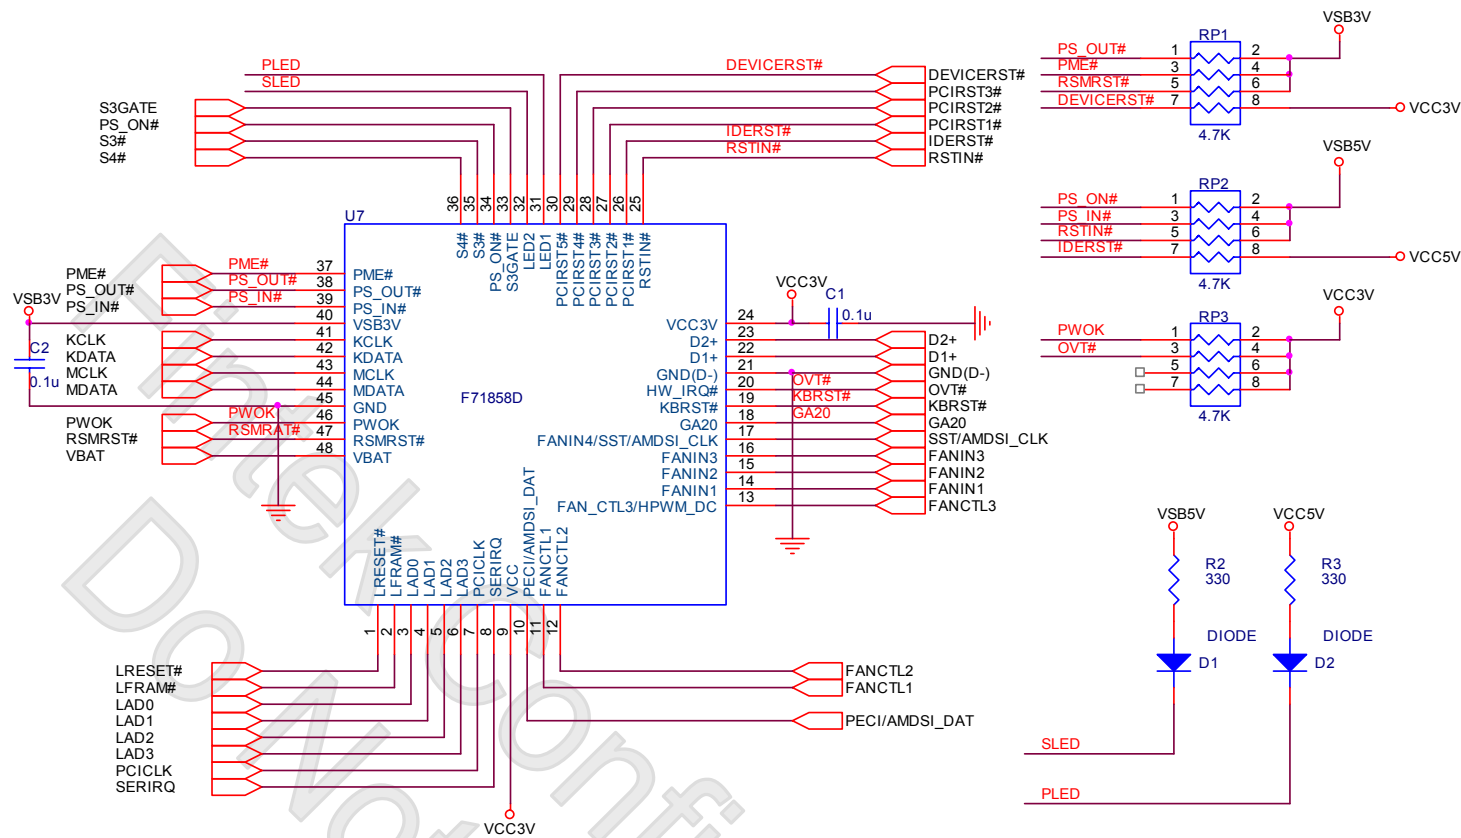 PLED
SLED
S3GATE
PS_ON#
S3#
S4#
DEVICERST#
IDERST#
RSTIN#
DEVICERST#
PCIRST3#
PCIRST2#
PCIRST1#
IDERST#
RSTIN#
36
35
34
33
32
31
30
29
28
27
26
25
U7
S4#
S3#
PS_ON#
S3GATE
LED2
LED1
PCIRST5#
PCIRST4#
PCIRST3#
PCIRST2#
PCIRST1#
RSTIN#
VSB3V
PME#
PS_OUT#
PS_IN#
PME#
PS_OUT#
PS_IN#
37
38
39
40
41
42
43
44
45
46
47
48
PME#
PS_OUT#
PS_IN#
VSB3V
KCLK
KDATA
MCLK
MDATA
GND
PWOK
RSMRST#
VBAT
C2
0.1u
KCLK
KDATA
MCLK
MDATA
PWOK
RSMRST#
VBAT
PWOK
RSMRAT#
F71858D
VCC3V
D2+
D1+
GND(D-)
HW_IRQ#
KBRST#
GA20
FANIN4/SST/AMDSI_CLK
FANIN3
FANIN2
FANIN1
FAN_CTL3/HPWM_DC
24
23
22
21
20
19
18
17
16
15
14
13
VCC3V
C1
0.1u
OVT#
KBRST#
GA20
D2+
D1+
GND(D-)
OVT#
KBRST#
GA20
SST/AMDSI_CLK
FANIN3
FANIN2
FANIN1
FANCTL3
LRESET#
LFRAM#
LAD0
LAD1
LAD2
LAD3
PCICLK
SERIRQ
VCC
PECI/AMDSI_DAT
FANCTL1
FANCTL2
1
2
3
4
5
6
7
8
9
10
11
12
LRESET#
LFRAM#
LAD0
LAD1
LAD2
LAD3
PCICLK
SERIRQ
VCC3V
FANCTL2
FANCTL1
PECI/AMDSI_DAT
VSB3V
RP1
PS_OUT# 1 2
PME# 3 4
RSMRST# 5 6
DEVICERST# 7 8
VCC3V
4.7K
VSB5V
RP2
PS_ON# 1 2
PS_IN# 3 4
RSTIN# 5 6
IDERST# 7 8
VCC5V
4.7K
VCC3V
RP3
PWOK 1 2
OVT# 3 4
5 6
7 8
4.7K
VSB5V
VCC5V
R2
330
R3
330
DIODE
D1
DIODE
D2
SLED
PLED
Fintek Confi
Do Not